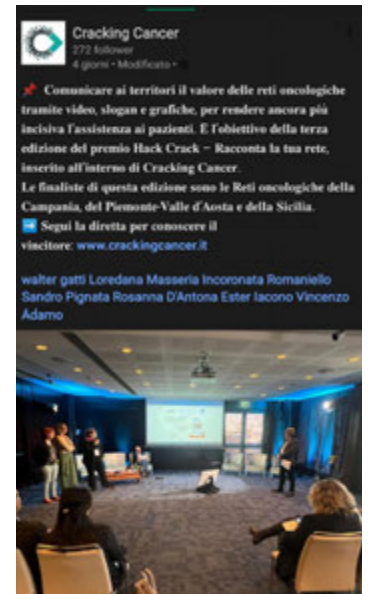 Cracking Cancer
272 follower
4 giorni • Modificato •
📌 Comunicare ai territori il valore delle reti oncologiche
tramite video, slogan e grafiche, per rendere ancora più
incisiva l'assistenza ai pazienti. È l'obiettivo della terza
edizione del premio Hack Crack – Racconta la tua rete,
inserito all'interno di Cracking Cancer.
Le finaliste di questa edizione sono le Reti oncologiche della
Campania, del Piemonte-Valle d'Aosta e della Sicilia.
➡️ Segui la diretta per conoscere il
vincitore: www.crackingcancer.it
walter gatti Loredana Masseria Incoronata Romaniello
Sandro Pignata Rosanna D'Antona Ester Iacono Vincenzo
Adamo